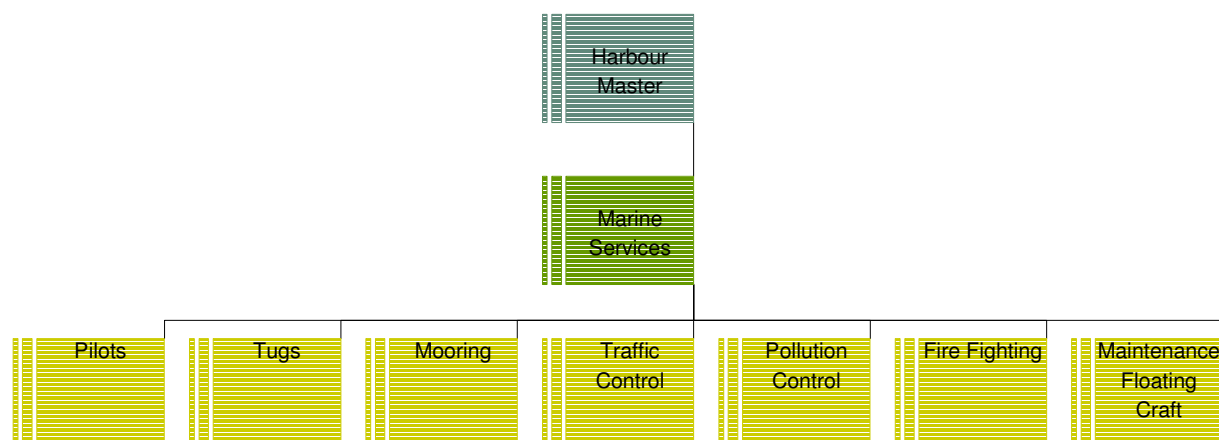 Harbour
Master
Marine
Services
Pilots
Tugs
Mooring
Traffic
Control
Pollution
Control
Fire Fighting
Maintenance
Floating
Craft